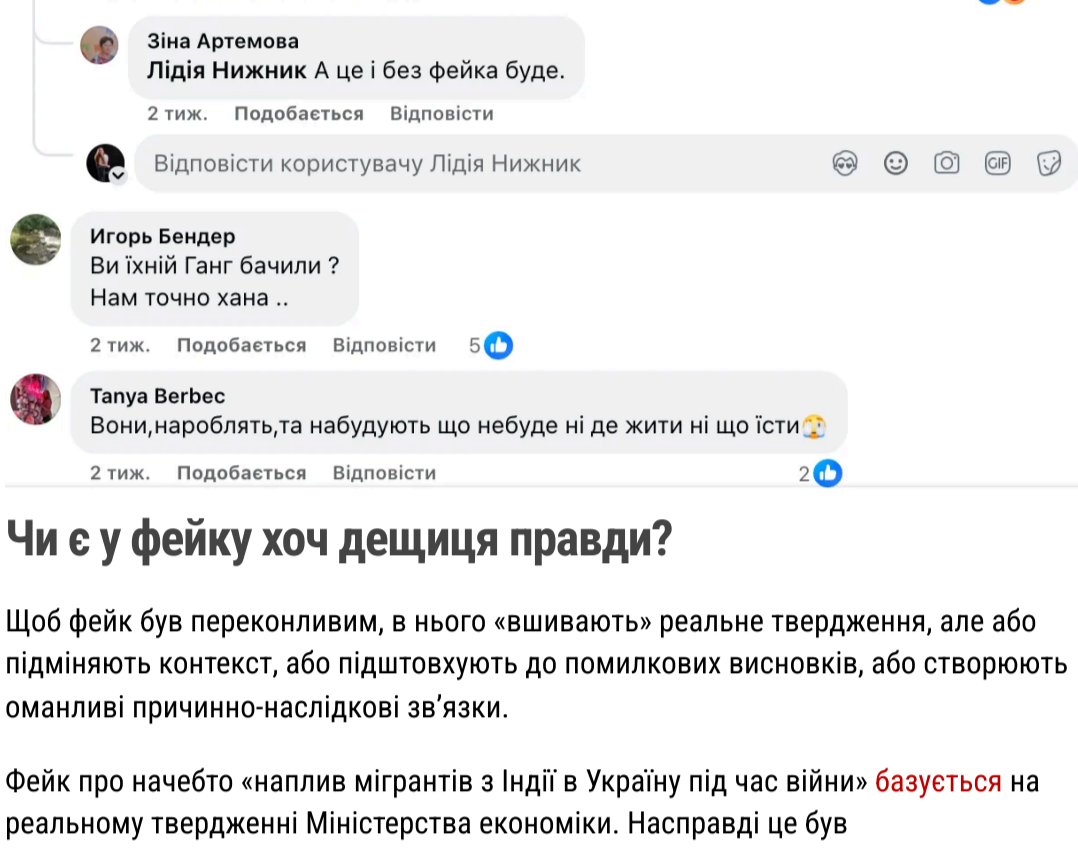 Зіна Артемова
Лідія Нижник А це і без фейка буде.
2 тиж. Подобається Відповісти
Відповісти користувачу Лідія Нижник
GIF
Игорь Бендер
Ви їхній Ганг бачили ?
Нам точно хана ..
2 тиж. Подобається Відповісти 5
Tanya Berbec
Вони,нароблять,та набудують що небуде ні де жити ні що їсти
2 тиж. Подобається Відповісти 2
Чи є у фейку хоч дещиця правди?
Щоб фейк був переконливим, в нього «вшивають» реальне твердження, але або
підміняють контекст, або підштовхують до помилкових висновків, або створюють
оманливі причинно-наслідкові зв’язки.
Фейк про начебто «наплив мігрантів з Індії в Україну під час війни» базується на
реальному твердженні Міністерства економіки. Насправді це був